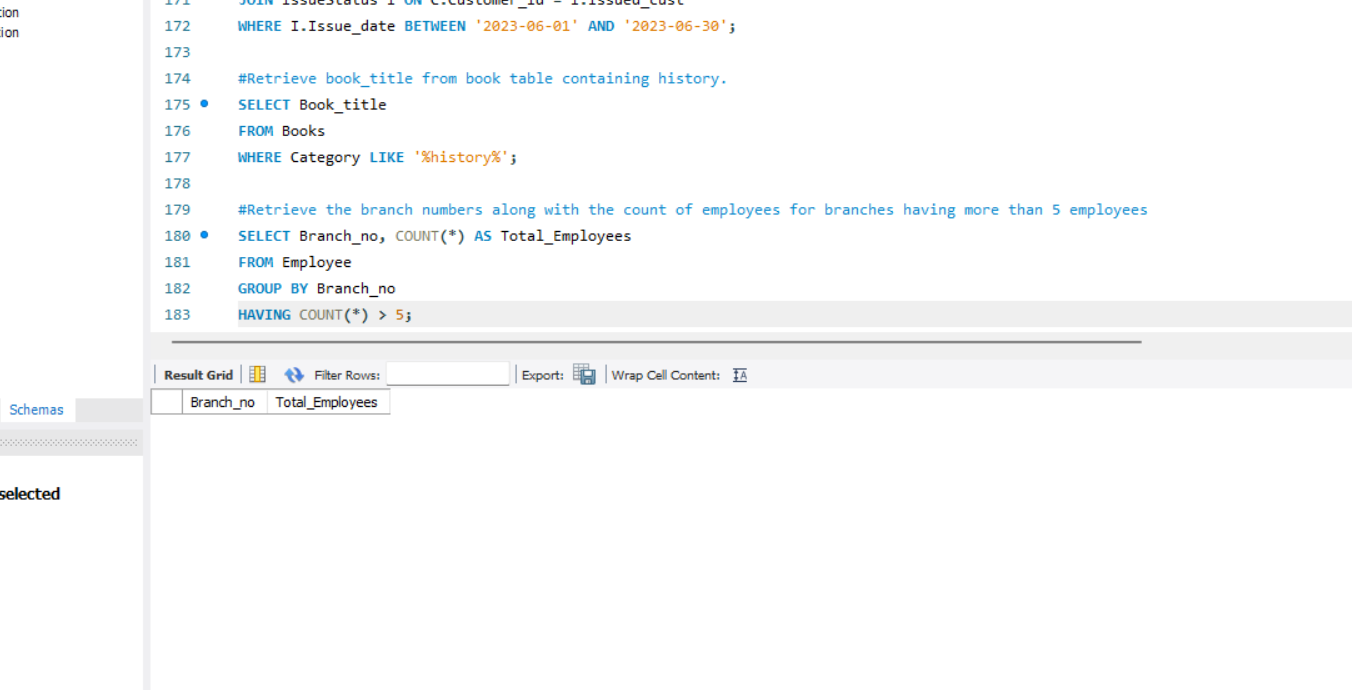 ion
ion
171 JOIN IssueStatus I ON C.Customer_id = I.Issued_cust
172 WHERE I.Issue_date BETWEEN '2023-06-01' AND '2023-06-30';
173
174 #Retrieve book_title from book table containing history.
175 SELECT Book_title
176 FROM Books
177 WHERE Category LIKE '%history%';
178
179 #Retrieve the branch numbers along with the count of employees for branches having more than 5 employees
180 SELECT Branch_no, COUNT(*) AS Total_Employees
181 FROM Employee
182 GROUP BY Branch_no
183 HAVING COUNT(*) > 5;
Result Grid Filter Rows: Export: Wrap Cell Content: IA
Branch_no Total_Employees
Schemas
selected